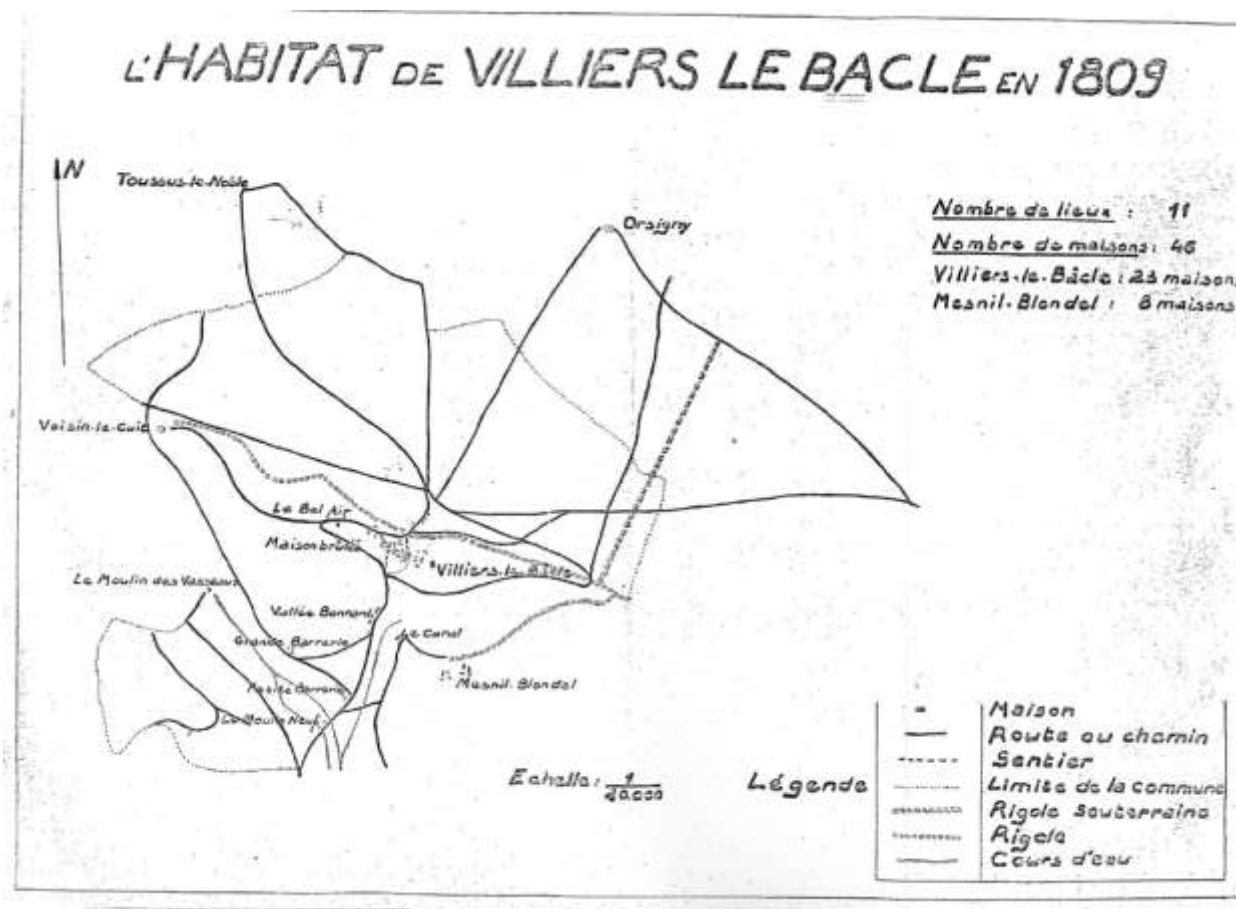 L'HABITAT DE VILLIERS LE BACLE EN 1809
N
Toussus-le-Noble
Orsigny
Nombre de lieux : 11
Nombre de maisons : 46
Villiers-le-Bâcle : 23 maisons
Mesnil-Blondel : 8 maisons
Voisin-le-Cuit
Le Bel Air
Maison brûlée
Villiers-le-Bâcle
Le Moulin des Vasseaux
Vallée Bonnard
Le Canal
Grande Barrerie
Mesnil-Blondel
Petite Barrerie
Le Moulin Neuf
Echelle : 1
Légende
Maison
Route ou chemin
Sentier
Limite de la commune
Rigole Souterraine
Rigole
Cours d'eau